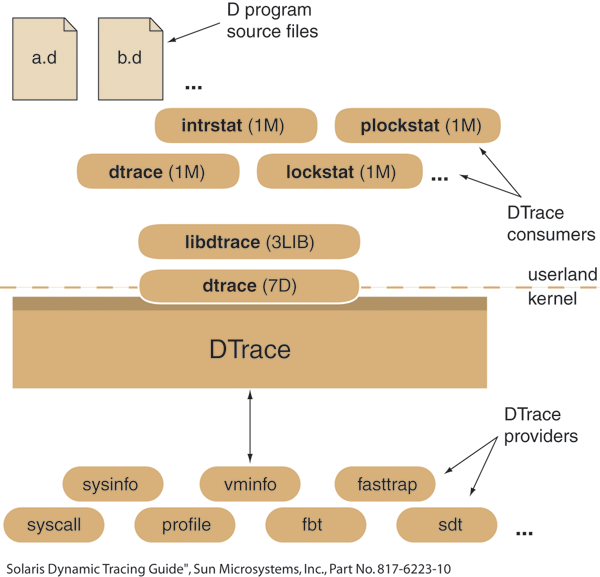 D program
source files
a.d
b.d
...
intrstat (1M)
plockstat (1M)
dtrace (1M)
lockstat (1M)
...
DTrace
consumers
libdtrace (3LIB)
userland
dtrace (7D)
kernel
DTrace
DTrace
providers
sysinfo
vminfo
fasttrap
syscall
profile
fbt
sdt
...
Solaris Dynamic Tracing Guide", Sun Microsystems, Inc., Part No. 817-6223-10